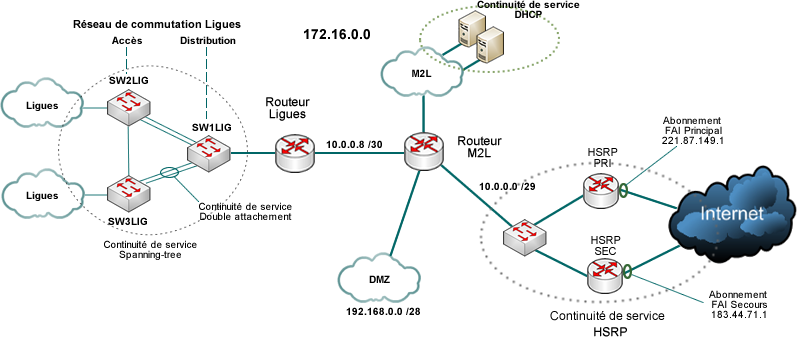 Continuité de service
DHCP
Réseau de commutation Ligues
172.16.0.0
Accès
Distribution
M2L
SW2LIG
Ligues
Routeur
Ligues
SW1LIG
Abonnement
FAI Principal
221.87.149.1
10.0.0.8 /30
Routeur
M2L
HSRP
PRI
10.0.0.0 /29
Ligues
Internet
SW3LIG
Continuité de service
Double attachement
HSRP
SEC
Continuité de service
Spanning-tree
DMZ
Abonnement
FAI Secours
183.44.71.1
192.168.0.0 /28
Continuité de service
HSRP